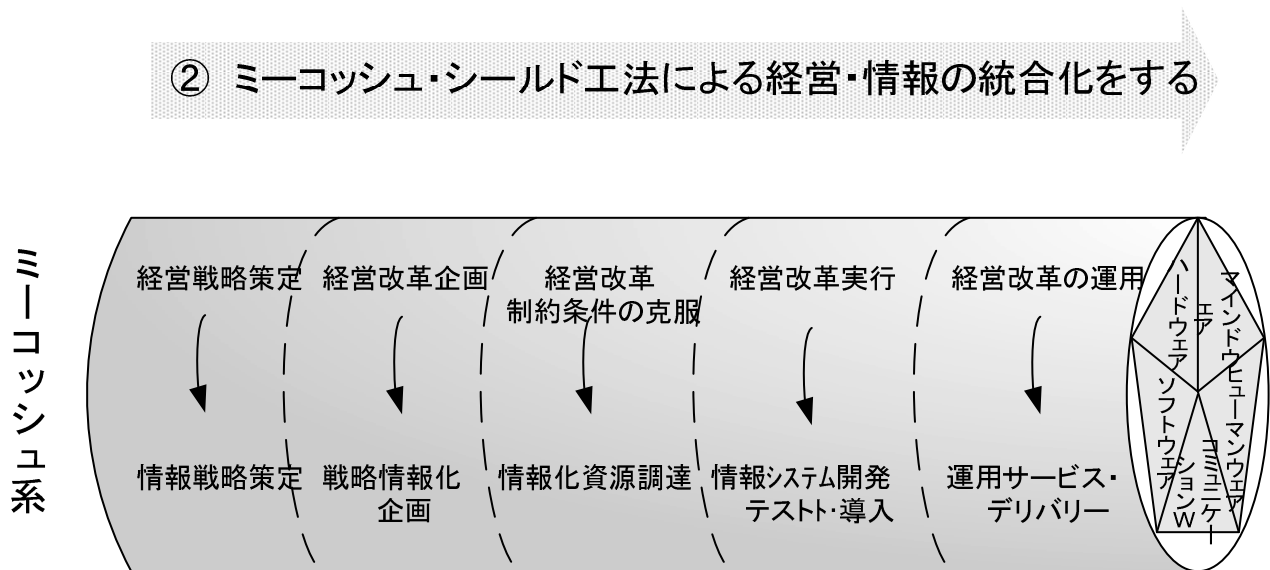 ② ミーコッシュ・シールド工法による経営・情報の統合化をする
ミーコッシュ系
経営戦略策定
経営改革企画
経営改革
制約条件の克服
経営改革実行
経営改革の運用
情報戦略策定
戦略情報化
企画
情報化資源調達
情報システム開発
テストト・導入
運用サービス・
デリバリー
ハードウェア
マインドウ
ェア
ヒューマンウェア
ソフトウェア
コミュニケー
ションW